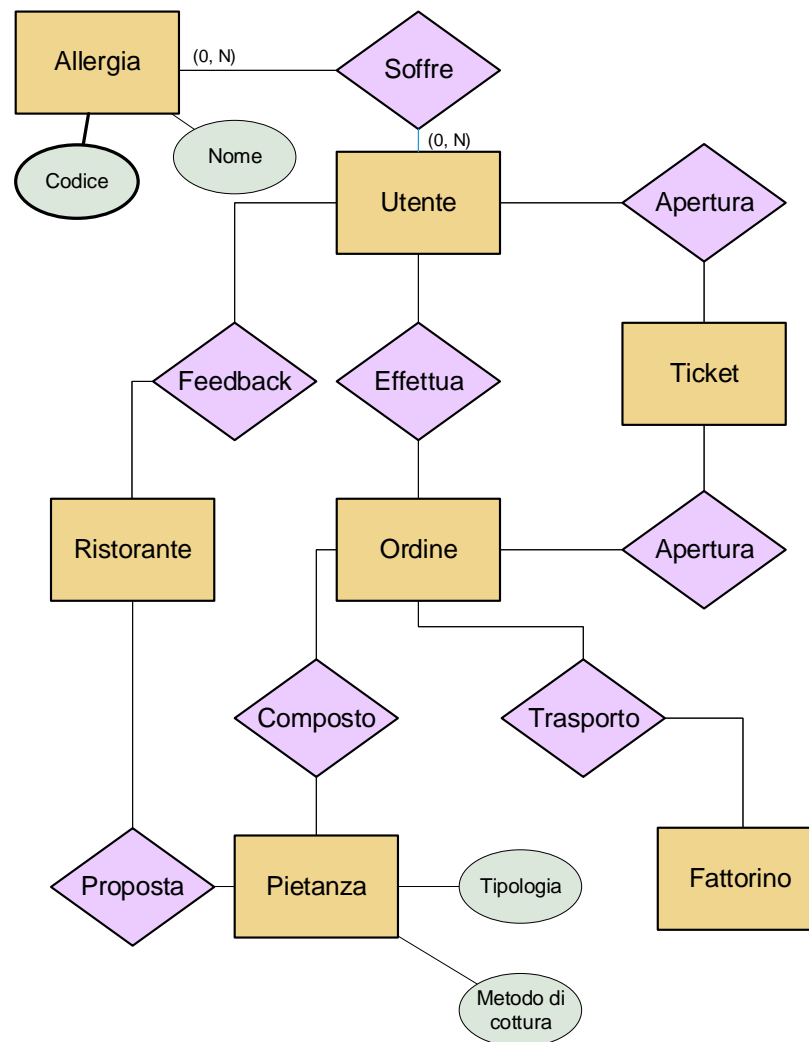 Allergia
(0, N)
Soffre
Codice
Nome
(0, N)
Utente
Apertura
Feedback
Effettua
Ticket
Ristorante
Ordine
Apertura
Composto
Trasporto
Proposta
Pietanza
Tipologia
Fattorino
Metodo di
cottura